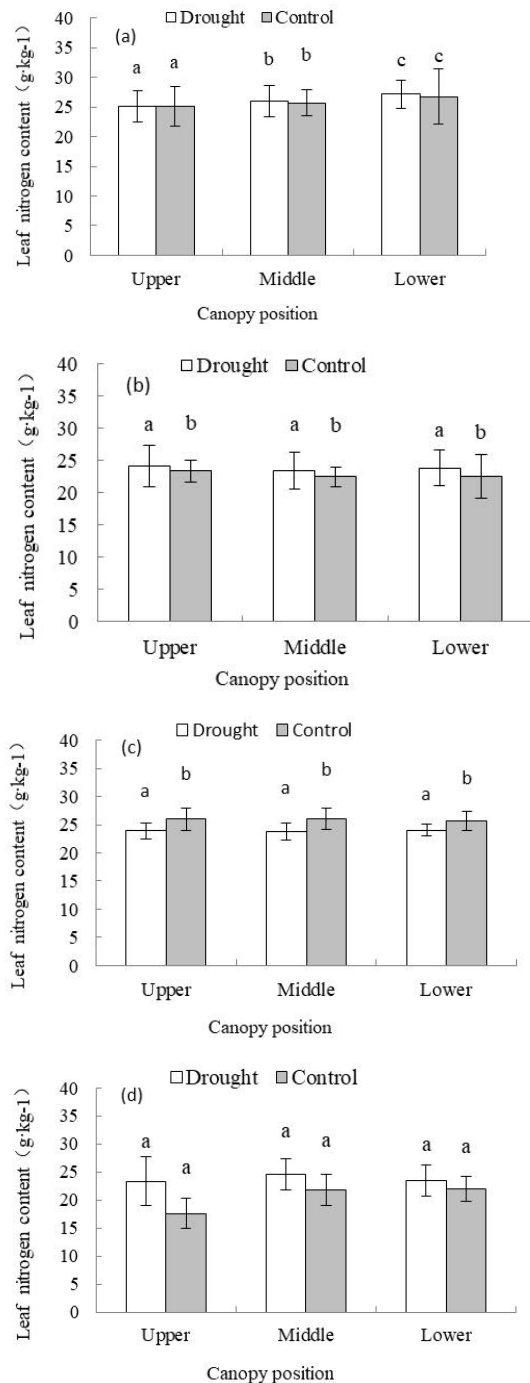 (a)
Drought Control
Leaf nitrogen content（g·kg-1）
40
35
30
25
20
15
10
5
0
a a b b c c
Upper Middle Lower
Canopy position
Drought Control
(b)
Leaf nitrogen content（g·kg-1）
40
35
30
25
20
15
10
5
0
a b a b a b
Upper Middle Lower
Canopy position
Drought Control
(c)
Leaf nitrogen content（g·kg-1）
40
35
30
25
20
15
10
5
0
a b a b a b
Upper Middle Lower
Canopy position
Drought Control
(d)
Leaf nitrogen content（g·kg-1）
40
35
30
25
20
15
10
5
0
a a a a a a
Upper Middle Lower
Canopy position